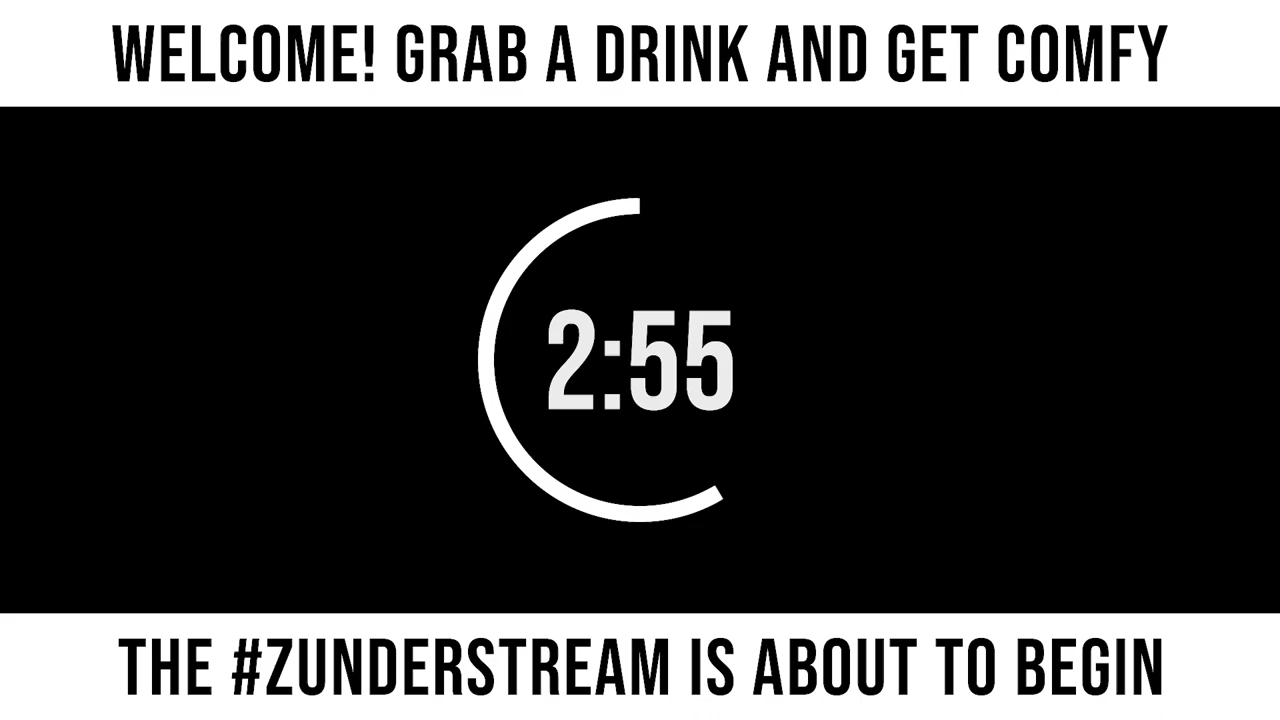 WELCOME! GRAB A DRINK AND GET COMFY
2:55
THE #ZUNDERSTREAM IS ABOUT TO BEGIN